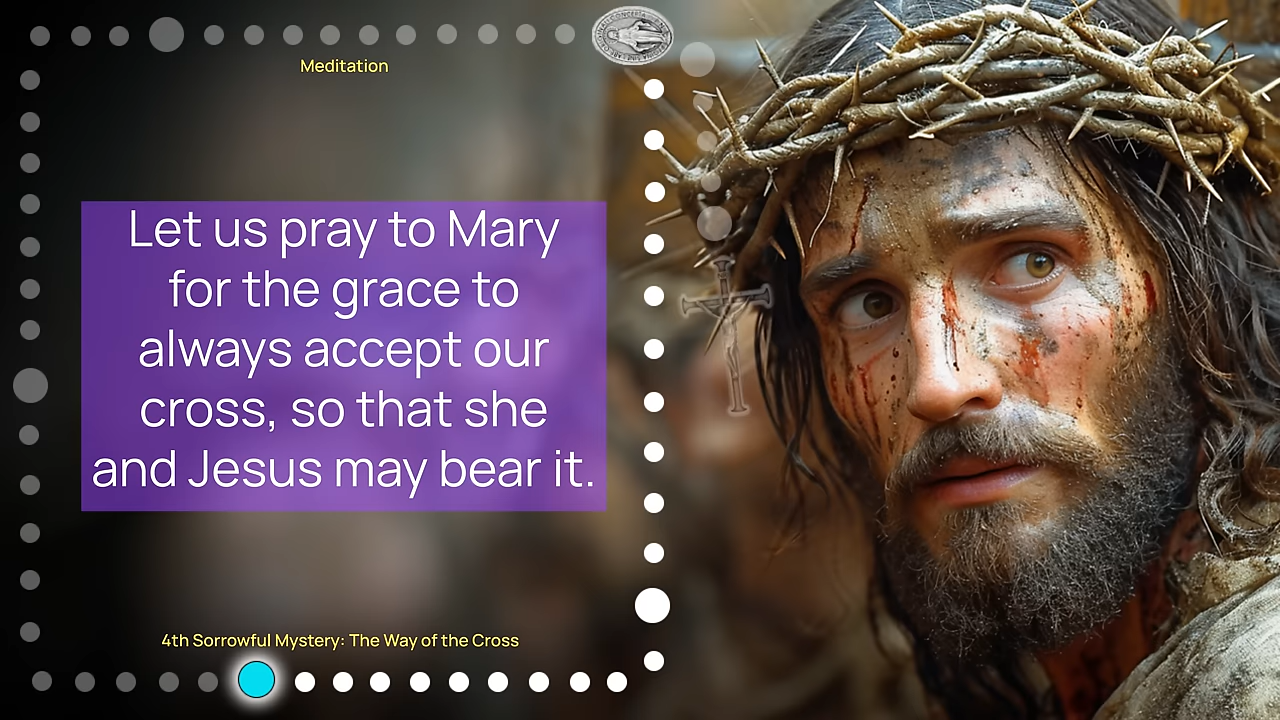 Meditation
Let us pray to Mary
for the grace to
always accept our
cross, so that she
and Jesus may bear it.
4th Sorrowful Mystery: The Way of the Cross